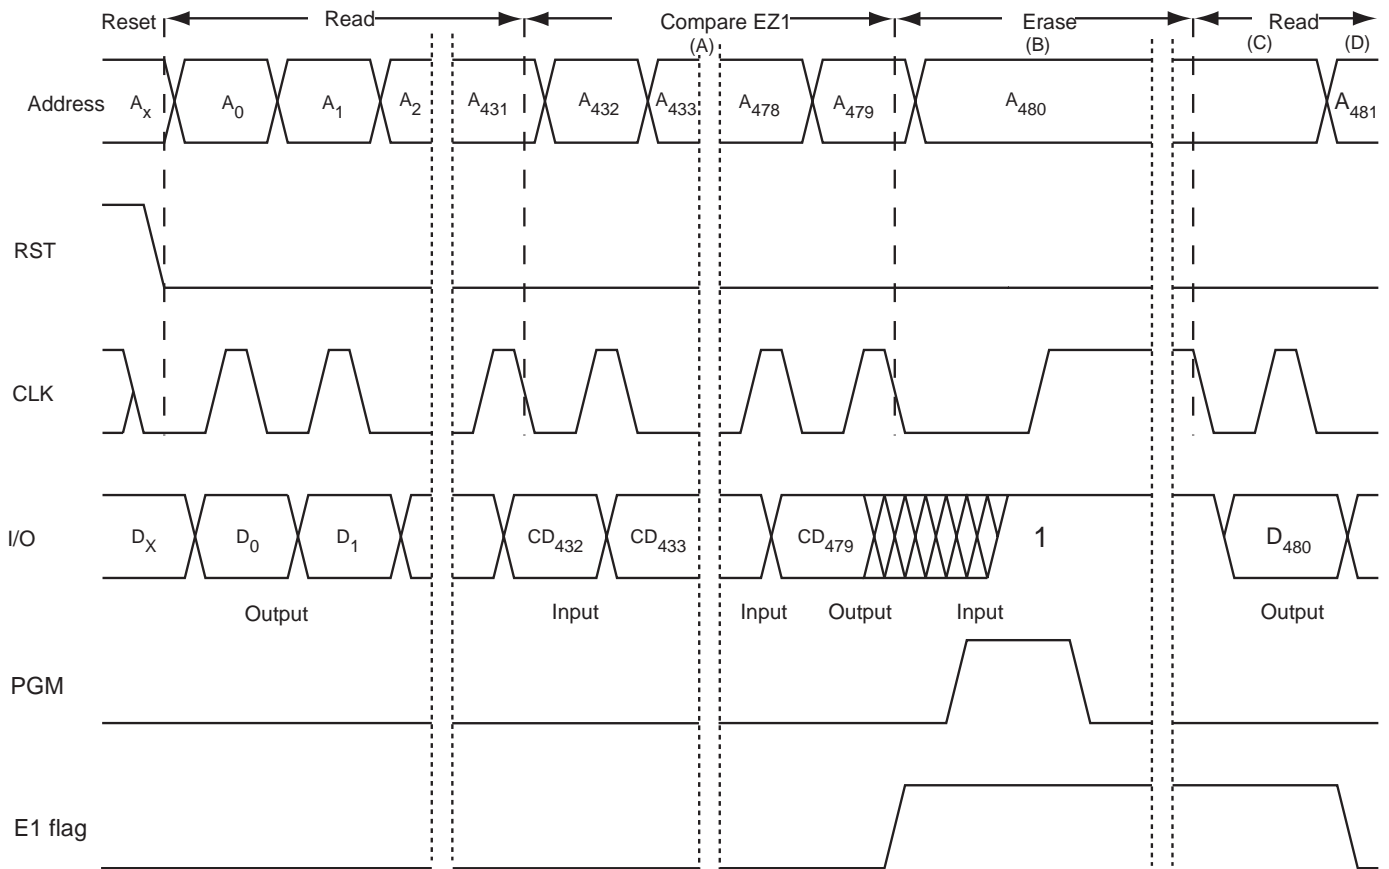 Reset Read Compare EZ1 Erase Read
(A) (B) (C) (D)
Address Ax A0 A1 A2 A431 A432 A433 A478 A479 A480 A481
RST
CLK
I/O DX D0 D1 CD432 CD433 CD479 1 D480
Output Input Input Output Input Output
PGM
E1 flag